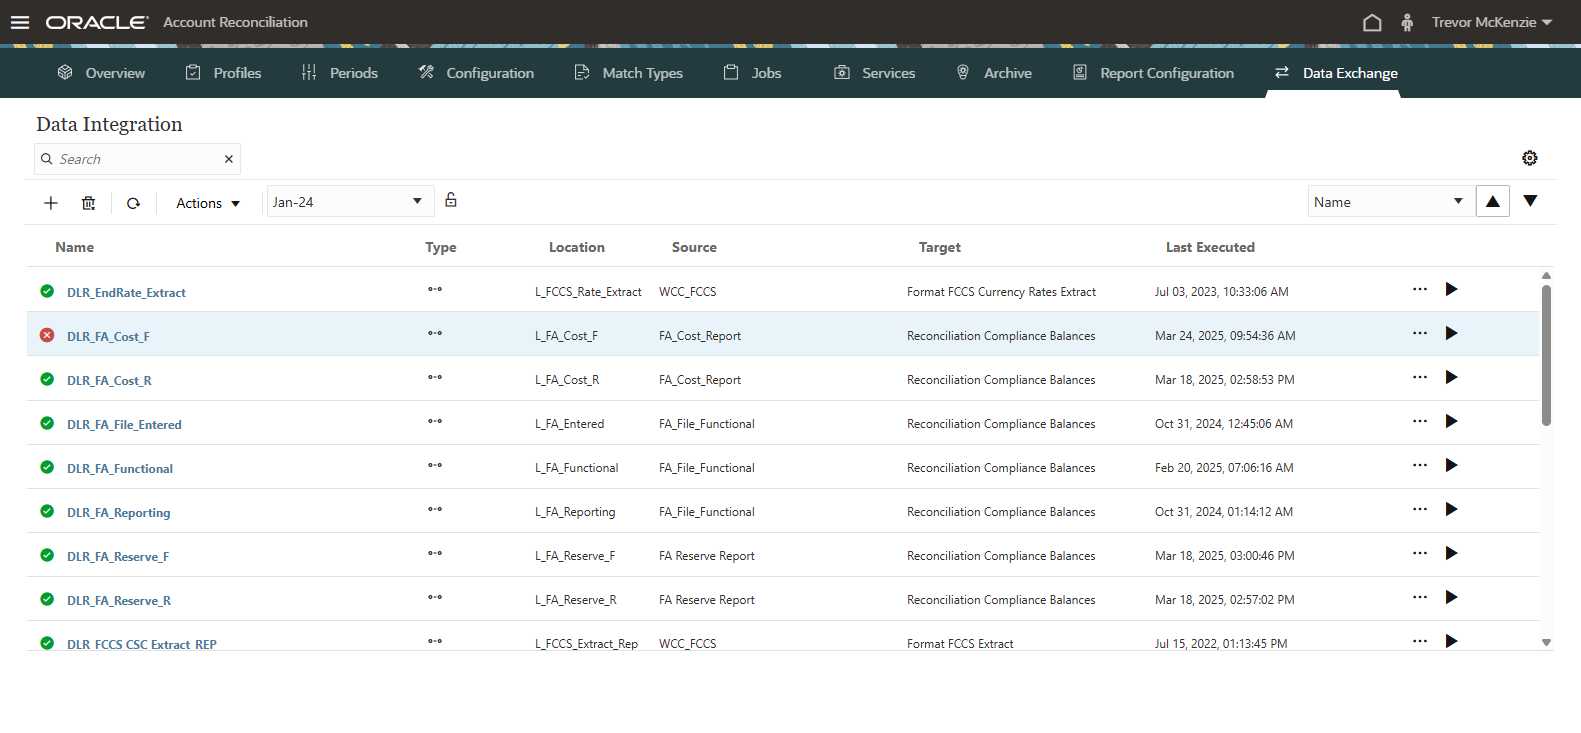 ORACLE Account Reconciliation Trevor McKenzie
Overview Profiles Periods Configuration Match Types Jobs Services Archive Report Configuration Data Exchange
Data Integration
Search
Actions Jan-24 Name
Name Type Location Source Target Last Executed
DLR_EndRate_Extract L_FCCS_Rate_Extract WCC_FCCS Format FCCS Currency Rates Extract Jul 03, 2023, 10:33:06 AM
DLR_FA_Cost_F L_FA_Cost_F FA_Cost_Report Reconciliation Compliance Balances Mar 24, 2025, 09:54:36 AM
DLR_FA_Cost_R L_FA_Cost_R FA_Cost_Report Reconciliation Compliance Balances Mar 18, 2025, 02:58:53 PM
DLR_FA_File_Entered L_FA_Entered FA_File_Functional Reconciliation Compliance Balances Oct 31, 2024, 12:45:06 AM
DLR_FA_Functional L_FA_Functional FA_File_Functional Reconciliation Compliance Balances Feb 20, 2025, 07:06:16 AM
DLR_FA_Reporting L_FA_Reporting FA_File_Functional Reconciliation Compliance Balances Oct 31, 2024, 01:14:12 AM
DLR_FA_Reserve_F L_FA_Reserve_F FA Reserve Report Reconciliation Compliance Balances Mar 18, 2025, 03:00:46 PM
DLR_FA_Reserve_R L_FA_Reserve_R FA Reserve Report Reconciliation Compliance Balances Mar 18, 2025, 02:57:02 PM
DLR_FCCS CSC Extract_REP L_FCCS_Extract_Rep WCC_FCCS Format FCCS Extract Jul 15, 2022, 01:13:45 PM